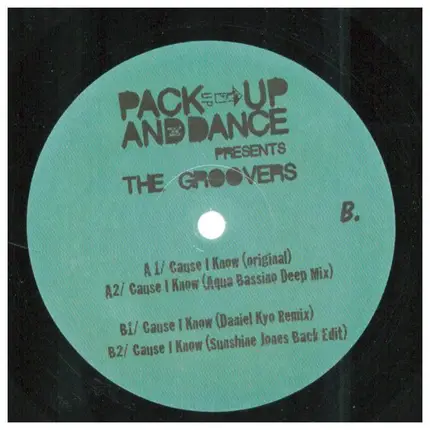 PACK UP
AND DANCE
PRESENTS
THE GROOVERS
B.
A 1/ Cause I Know (original)
A2/ Cause I Know (Aqua Bassino Deep Mix)
B1/ Cause I Know (Daniel Kyo Remix)
B2/ Cause I Know (Sunshine Jones Back Edit)